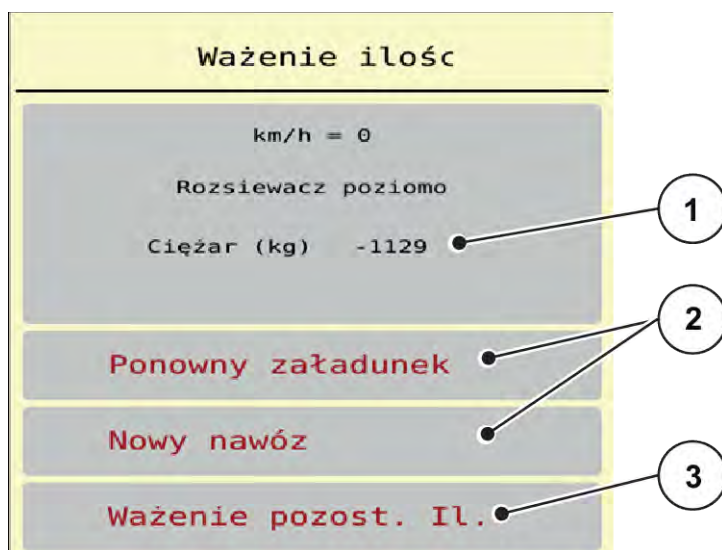 Ważenie ilośc
km/h = 0
Rozsiewacz poziomo
Ciężar (kg) -1129
1
2
Ponowny załadunek
Nowy nawóz
3
Ważenie pozost. Il.